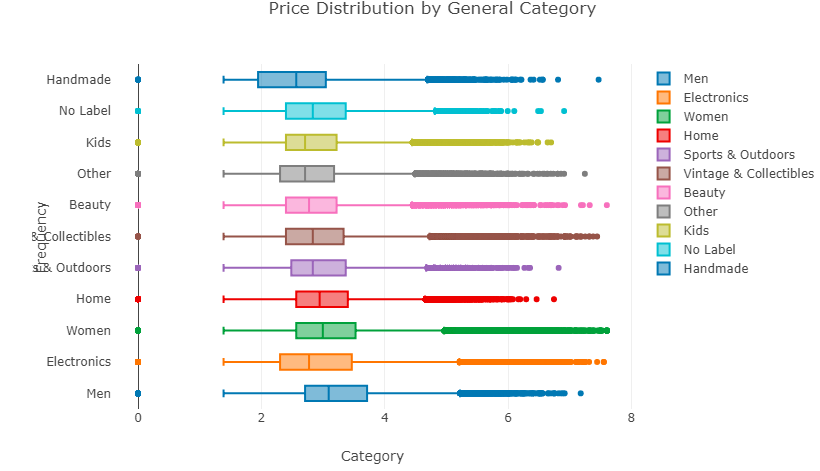 Price Distribution by General Category
Handmade
No Label
Kids
Other
Beauty
Collectibles
& Outdoors
Home
Women
Electronics
Men
Frequency
0 2 4 6 8
Category
Men
Electronics
Women
Home
Sports & Outdoors
Vintage & Collectibles
Beauty
Other
Kids
No Label
Handmade